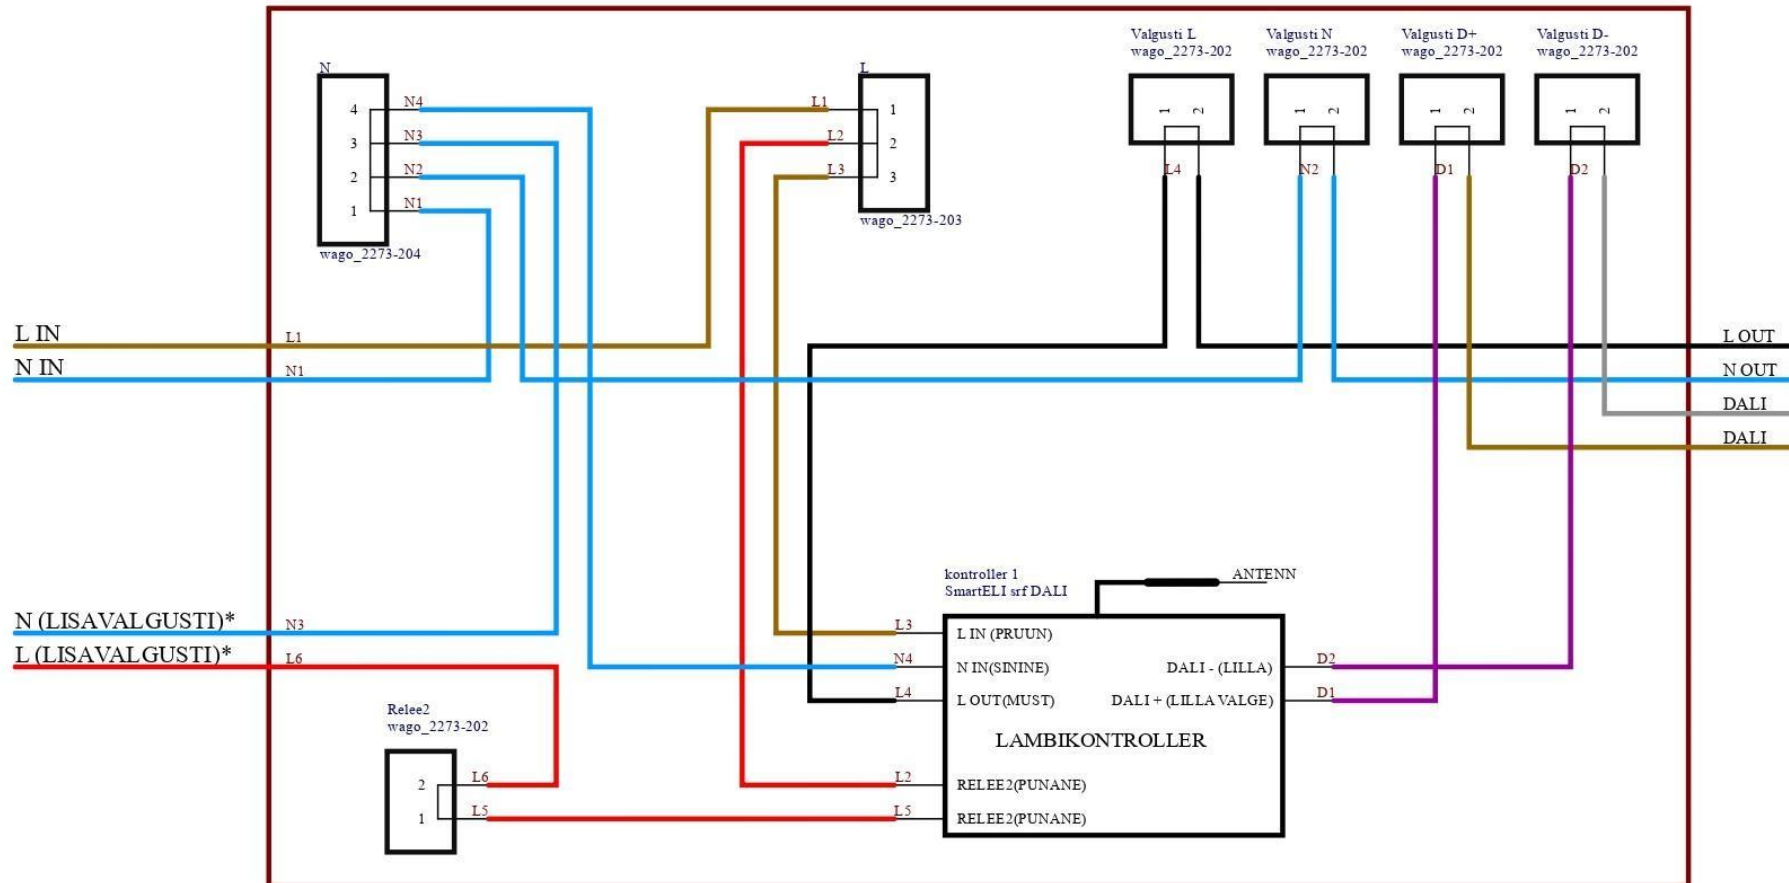 Valgusti L
wago_2273-202
Valgusti N
wago_2273-202
Valgusti D+
wago_2273-202
Valgusti D-
wago_2273-202
N
4
3
2
1
N4
N3
N2
N1
wago_2273-204
L
L1
L2
L3
1
2
3
wago_2273-203
1
2
1
2
1
2
1
2
L4
N2
D1
D2
L IN
L1
N IN
N1
L OUT
N OUT
DALI
DALI
N (LISAVALGUSTI)*
N3
L (LISAVALGUSTI)*
L6
Relee2
wago_2273-202
2
1
L6
L5
kontroller 1
SmartELI srf DALI
ANTENN
L3
L IN (PRUUN)
N4
N IN(SININE)
L4
L OUT(MUST)
DALI - (LILLA)
D2
DALI + (LILLA VALGE)
D1
LAMBIKONTROLLER
L2
RELEE2(PUNANE)
L5
RELEE2(PUNANE)